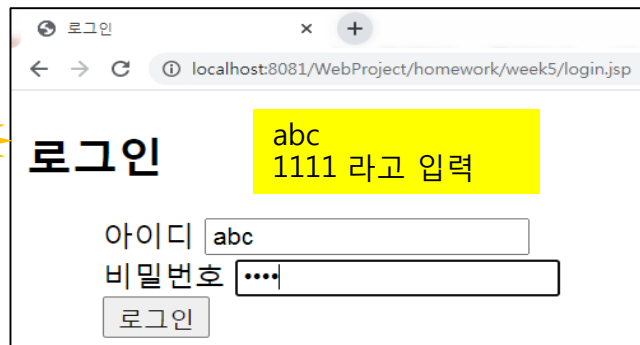 로그인
localhost:8081/WebProject/homework/week5/login.jsp
로그인
abc
1111 라고 입력
아이디 abc
비밀번호 ••••
로그인